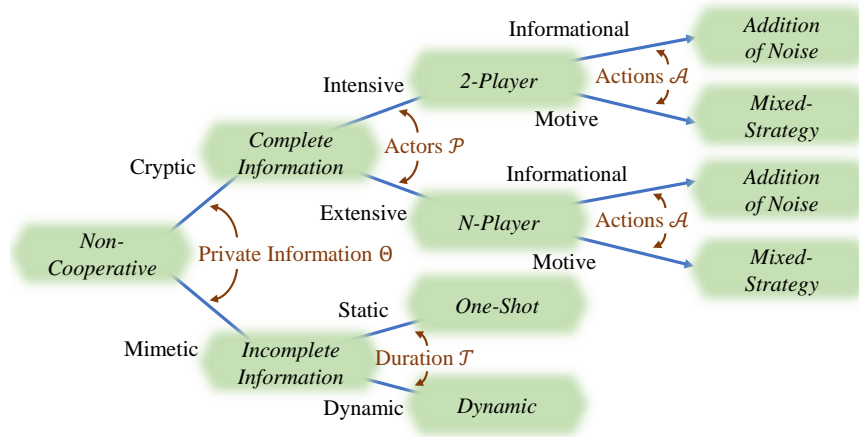 Informational
Addition
of Noise
Actions 𝒜
Motive
Mixed-
Strategy
Intensive
2-Player
Actors 𝒫
Cryptic
Complete
Information
Extensive
N-Player
Informational
Addition
of Noise
Actions 𝒜
Motive
Mixed-
Strategy
Non-
Cooperative
Private Information Θ
Mimetic
Incomplete
Information
Static
One-Shot
Duration 𝒯
Dynamic
Dynamic